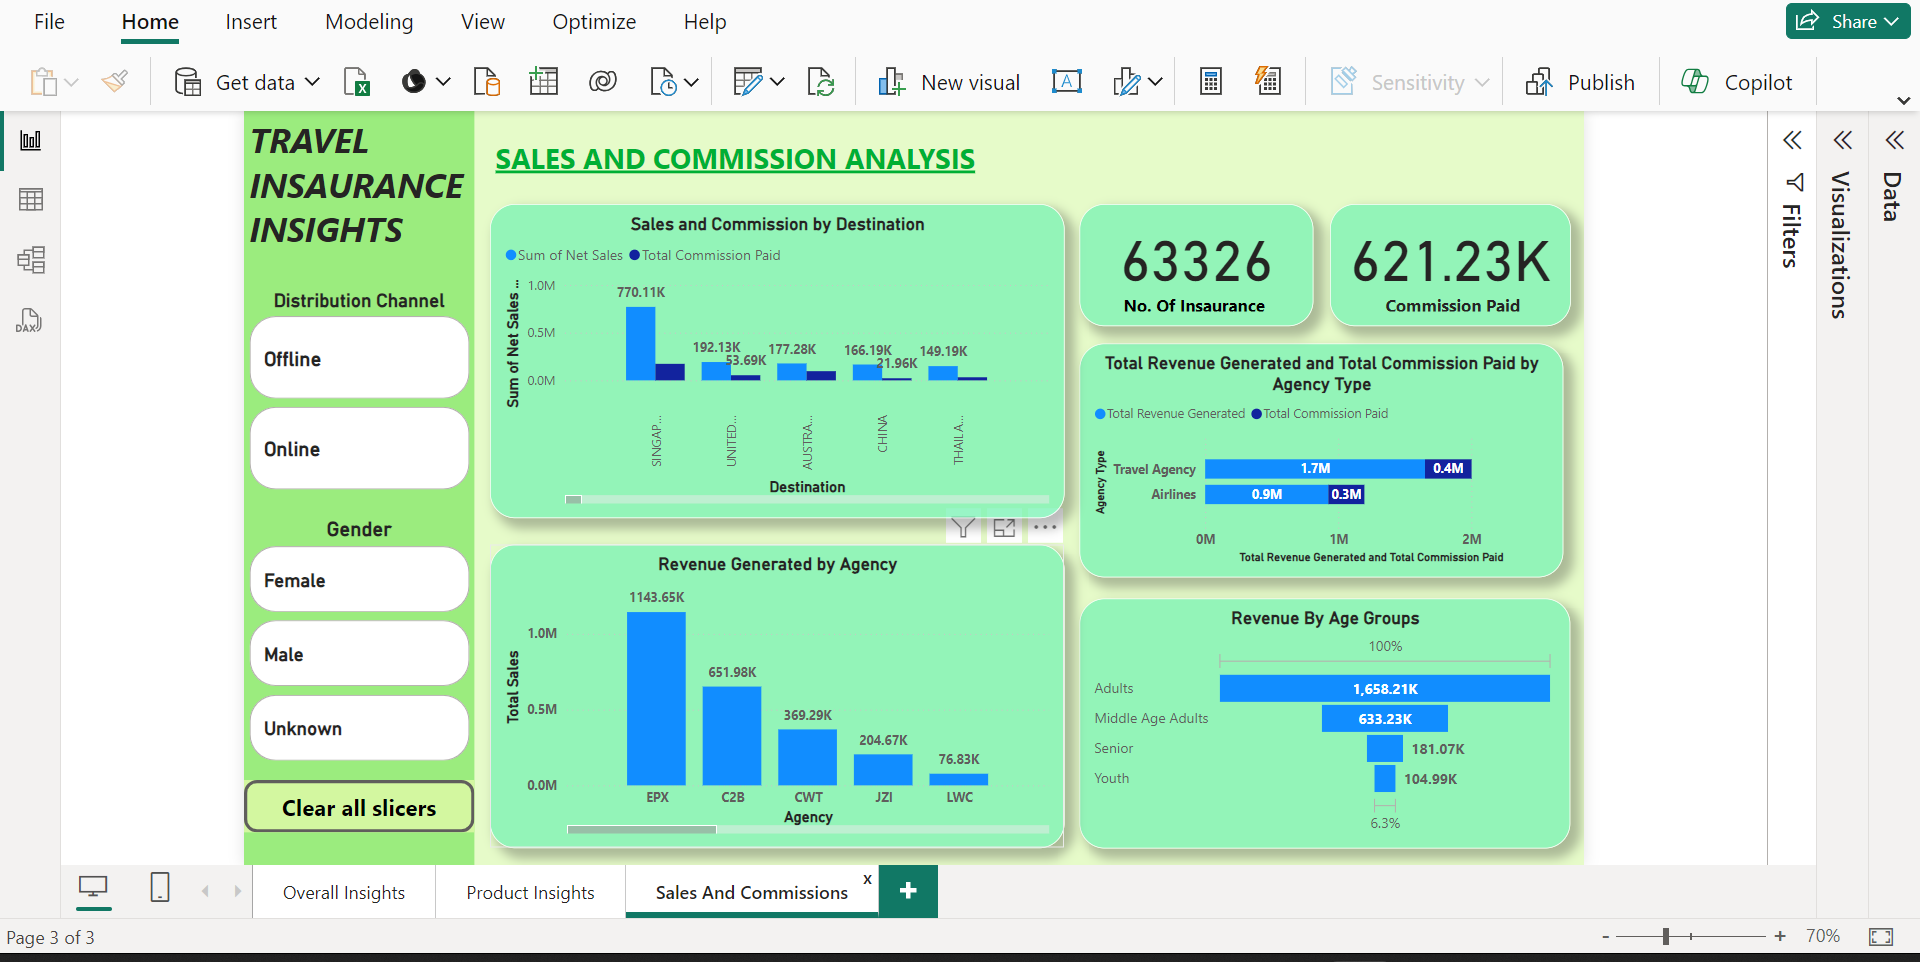 File Home Insert Modeling View Optimize Help
Share
Get data
New visual
Sensitivity
Publish
Copilot
TRAVEL
INSAURANCE
INSIGHTS
Distribution Channel
Offline
Online
Gender
Female
Male
Unknown
Clear all slicers
SALES AND COMMISSION ANALYSIS
Sales and Commission by Destination
Sum of Net Sales Total Commission Paid
Sum of Net Sales ...
1.0M
0.5M
0.0M
770.11K
192.13K
53.69K
177.28K
166.19K
21.96K
149.19K
SINGAP...
UNITED...
AUSTRA...
CHINA
THAILA...
Destination
63326
No. Of Insaurance
621.23K
Commission Paid
Total Revenue Generated and Total Commission Paid by
Agency Type
Total Revenue Generated Total Commission Paid
Agency Type
Travel Agency 1.7M 0.4M
Airlines 0.9M 0.3M
0M 1M 2M
Total Revenue Generated and Total Commission Paid
Revenue Generated by Agency
Total Sales
1.0M
0.5M
0.0M
1143.65K
651.98K
369.29K
204.67K
76.83K
EPX C2B CWT JZI LWC
Agency
Revenue By Age Groups
100%
Adults 1,658.21K
Middle Age Adults 633.23K
Senior 181.07K
Youth 104.99K
6.3%
Filters
Visualizations
Data
DAX
Overall Insights Product Insights Sales And Commissions x +
Page 3 of 3
- + 70%